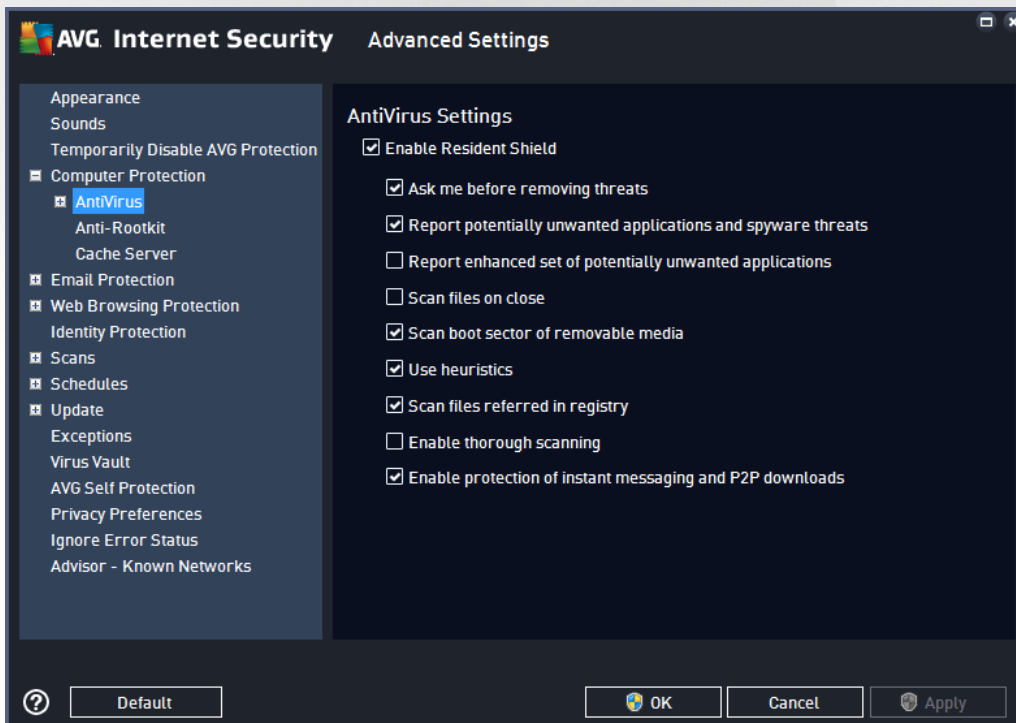 AVG. Internet Security Advanced Settings
Appearance
Sounds
Temporarily Disable AVG Protection
Computer Protection
AntiVirus
Anti-Rootkit
Cache Server
Email Protection
Web Browsing Protection
Identity Protection
Scans
Schedules
Update
Exceptions
Virus Vault
AVG Self Protection
Privacy Preferences
Ignore Error Status
Advisor - Known Networks
AntiVirus Settings
Enable Resident Shield
Ask me before removing threats
Report potentially unwanted applications and spyware threats
Report enhanced set of potentially unwanted applications
Scan files on close
Scan boot sector of removable media
Use heuristics
Scan files referred in registry
Enable thorough scanning
Enable protection of instant messaging and P2P downloads
? Default OK Cancel Apply